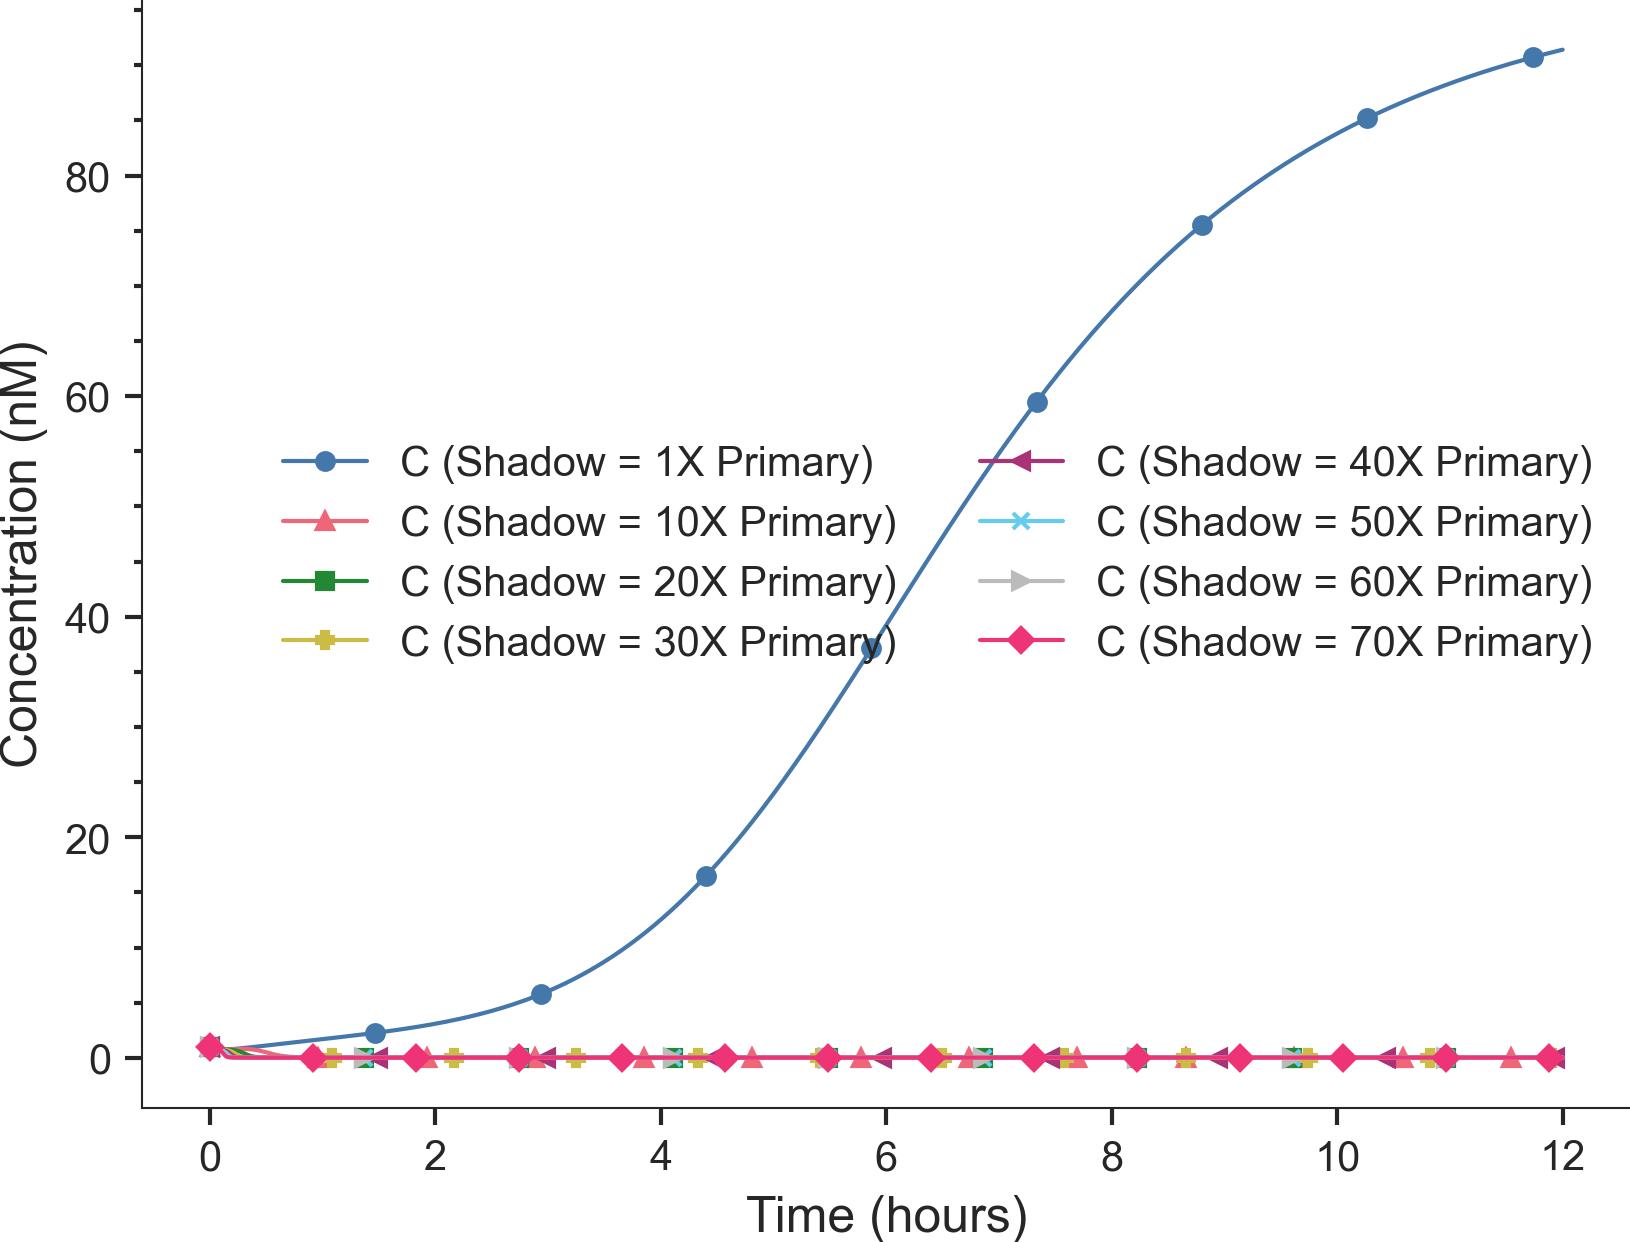 Concentration (nM)
80
60
40
20
0
C (Shadow = 1X Primary)
C (Shadow = 10X Primary)
C (Shadow = 20X Primary)
C (Shadow = 30X Primary)
C (Shadow = 40X Primary)
C (Shadow = 50X Primary)
C (Shadow = 60X Primary)
C (Shadow = 70X Primary)
0 2 4 6 8 10 12
Time (hours)